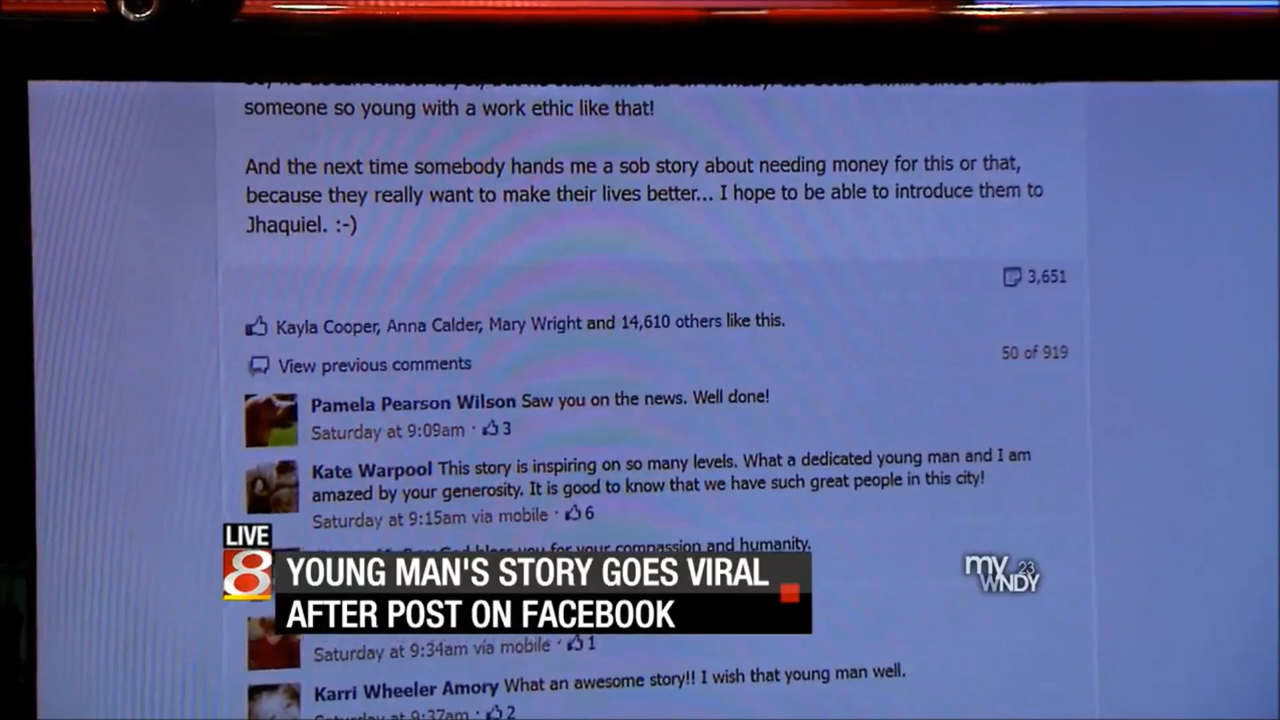 someone so young with a work ethic like that!
And the next time somebody hands me a sob story about needing money for this or that,
because they really want to make their lives better... I hope to be able to introduce them to
Jhaquiel. :-)
3,651
Kayla Cooper, Anna Calder, Mary Wright and 14,610 others like this.
View previous comments
50 of 919
Pamela Pearson Wilson Saw you on the news. Well done!
Saturday at 9:09am · 3
Kate Warpool This story is inspiring on so many levels. What a dedicated young man and I am
amazed by your generosity. It is good to know that we have such great people in this city!
Saturday at 9:15am via mobile · 6
God bless you for your compassion and humanity.
LIVE
8
YOUNG MAN'S STORY GOES VIRAL
AFTER POST ON FACEBOOK
my 23
WNDY
Saturday at 9:34am via mobile · 1
Karri Wheeler Amory What an awesome story!! I wish that young man well.
Saturday at 9:37am · 2